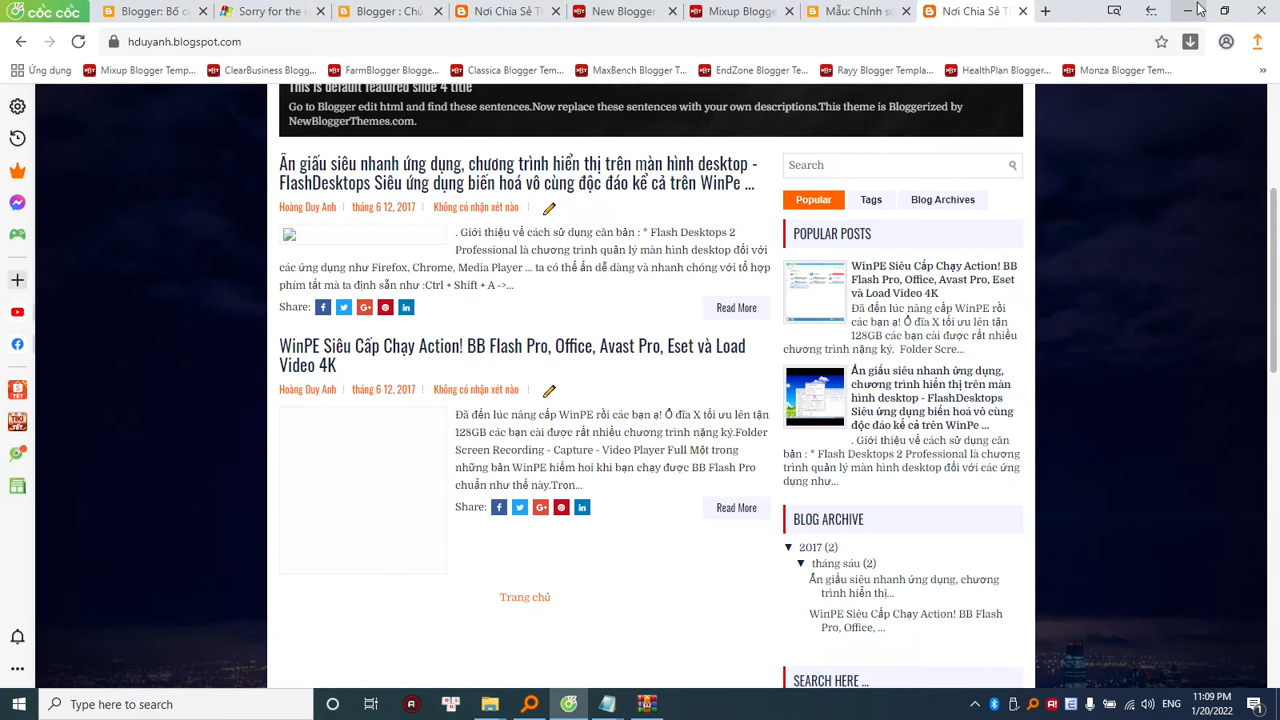 Blogger: Bố c
Sorry for the I
Blogger: : Chủ
Nơi Chia Sẻ T
New Blogger
Mixup Blogge
Mẫu: Chỉnh s
Nơi Chia Sẻ T
hduyanh.blogspot.com
Ứng dụng
Mixup Blogger Temp...
ClearBusiness Blogg...
FarmBlogger Blogge...
Classica Blogger Tem...
MaxBench Blogger T...
EndZone Blogger Te...
Rayy Blogger Templa...
HealthPlan Blogger...
Monza Blogger Tem...
This is default featured slide 4 title
Go to Blogger edit html and find these sentences.Now replace these sentences with your own descriptions.This theme is Bloggerized by
NewBloggerThemes.com.
Ẩn giấu siêu nhanh ứng dụng, chương trình hiển thị trên màn hình desktop -
FlashDesktops Siêu ứng dụng biến hoá vô cùng độc đáo kể cả trên WinPe ...
Hoàng Duy Anh
tháng 6 12, 2017
Không có nhận xét nào
. Giới thiệu về cách sử dụng căn bản : * Flash Desktops 2
Professional là chương trình quản lý màn hình desktop đối với
các ứng dụng như Firefox, Chrome, Media Player ... ta có thể ẩn dễ dàng và nhanh chóng với tổ hợp
phím tắt mà ta định sẵn như :Ctrl + Shift + A ->...
Share:
Read More
WinPE Siêu Cấp Chạy Action! BB Flash Pro, Office, Avast Pro, Eset và Load
Video 4K
Hoàng Duy Anh
tháng 6 12, 2017
Không có nhận xét nào
Đã đến lúc nâng cấp WinPE rồi các bạn ạ! Ổ đĩa X tối ưu lên tận
128GB các bạn cài được rất nhiều chương trình nặng ký.Folder
Screen Recording - Capture - Video Player Full Một trong
những bản WinPE hiếm hoi khi bạn chạy được BB Flash Pro
chuẩn như thế này.Trọn...
Share:
Read More
Trang chủ
Search
Popular
Tags
Blog Archives
POPULAR POSTS
WinPE Siêu Cấp Chạy Action! BB
Flash Pro, Office, Avast Pro, Eset
và Load Video 4K
Đã đến lúc nâng cấp WinPE rồi
các bạn ạ! Ổ đĩa X tối ưu lên tận
128GB các bạn cài được rất nhiều
chương trình nặng ký. Folder Scre...
Ẩn giấu siêu nhanh ứng dụng,
chương trình hiển thị trên màn
hình desktop - FlashDesktops
Siêu ứng dụng biến hoá vô cùng
độc đáo kể cả trên WinPe ...
. Giới thiệu về cách sử dụng căn
bản : * Flash Desktops 2 Professional là chương
trình quản lý màn hình desktop đối với các ứng
dụng như...
BLOG ARCHIVE
▼ 2017 (2)
▼ tháng sáu (2)
Ẩn giấu siêu nhanh ứng dụng, chương
trình hiển thị...
WinPE Siêu Cấp Chạy Action! BB Flash
Pro, Office, ...
SEARCH HERE ...
Type here to search
11:09 PM
1/20/2022